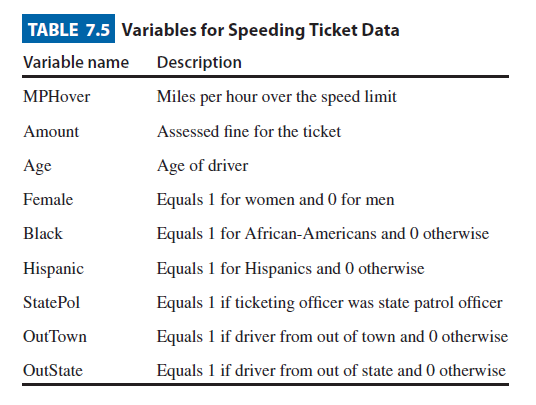 TABLE 7.5 Variables for Speeding Ticket Data
Variable name Description
MPHover Miles per hour over the speed limit
Amount Assessed fine for the ticket
Age Age of driver
Female Equals 1 for women and 0 for men
Black Equals 1 for African-Americans and 0 otherwise
Hispanic Equals 1 for Hispanics and 0 otherwise
StatePol Equals 1 if ticketing officer was state patrol officer
OutTown Equals 1 if driver from out of town and 0 otherwise
OutState Equals 1 if driver from out of state and 0 otherwise